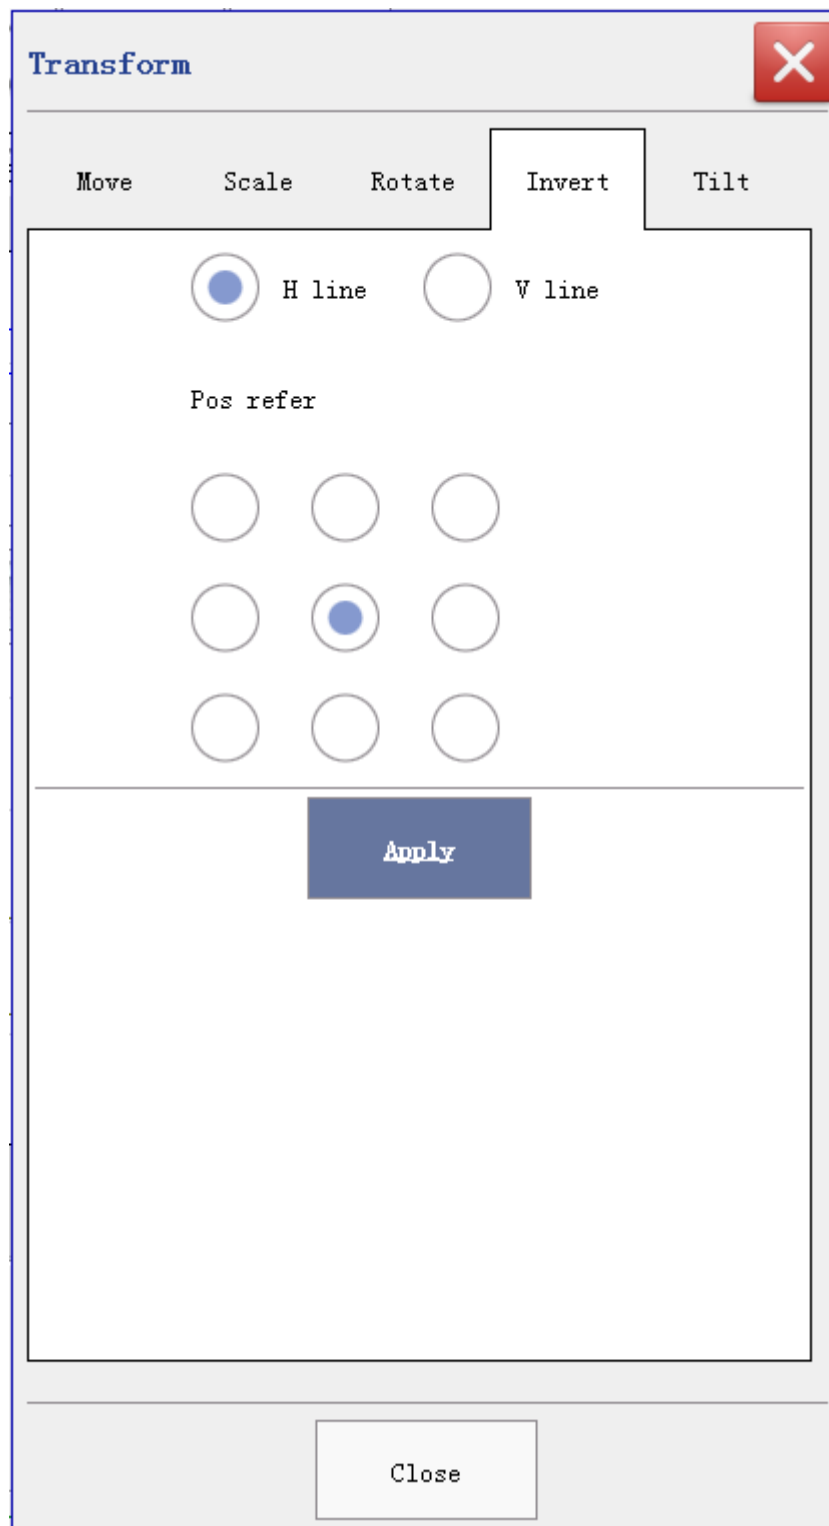 Transform
Move Scale Rotate Invert Tilt
H line V line
Pos refer
Apply
Close